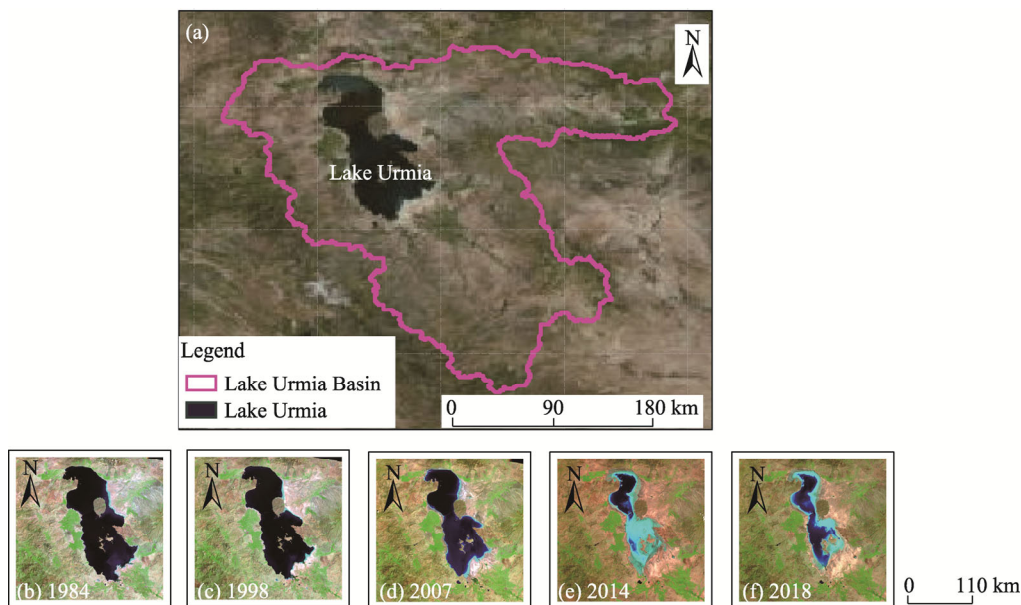 (a)
N
Lake Urmia
Legend
Lake Urmia Basin
Lake Urmia
0 90 180 km
N
(b) 1984
N
(c) 1998
N
(d) 2007
N
(e) 2014
N
(f) 2018
0 110 km